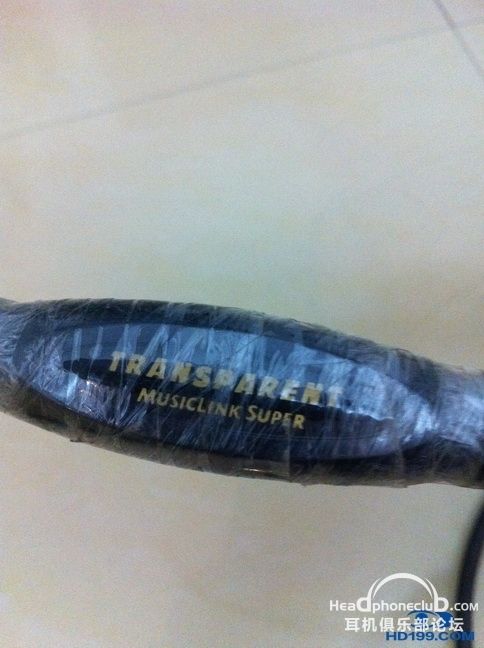 TRANSPARENT
MUSICLINK SUPER
Headphoneclub.com
耳机俱乐部论坛
HD199.COM